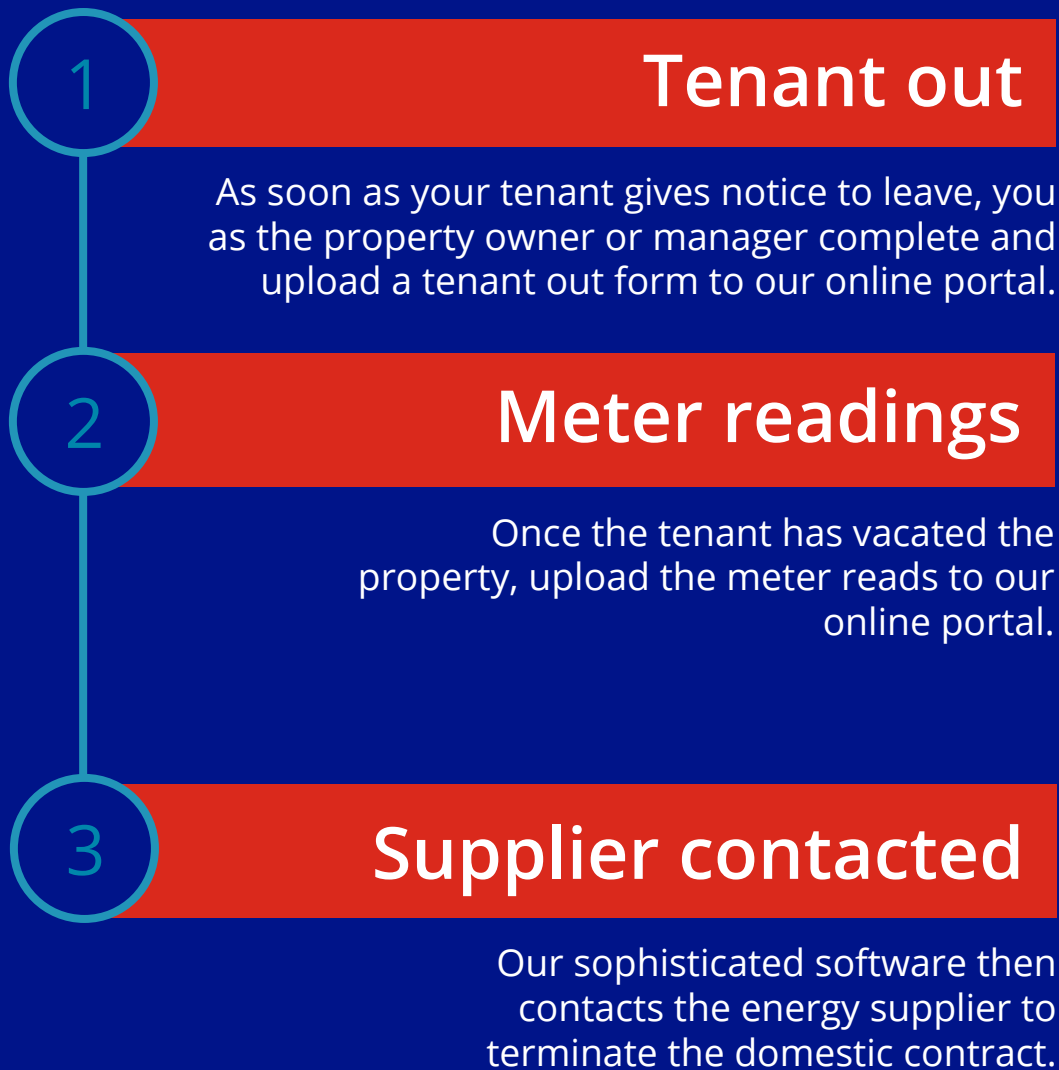 1
Tenant out
As soon as your tenant gives notice to leave, you
as the property owner or manager complete and
upload a tenant out form to our online portal.
2
Meter readings
Once the tenant has vacated the
property, upload the meter reads to our
online portal.
3
Supplier contacted
Our sophisticated software then
contacts the energy supplier to
terminate the domestic contract.